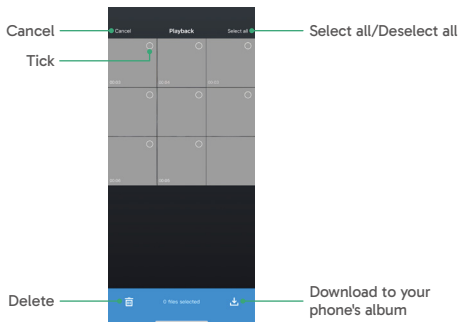 Cancel
Cancel
Playback
Select all
Select all/Deselect all
Tick
Delete
0 files selected
Download to your
phone's album